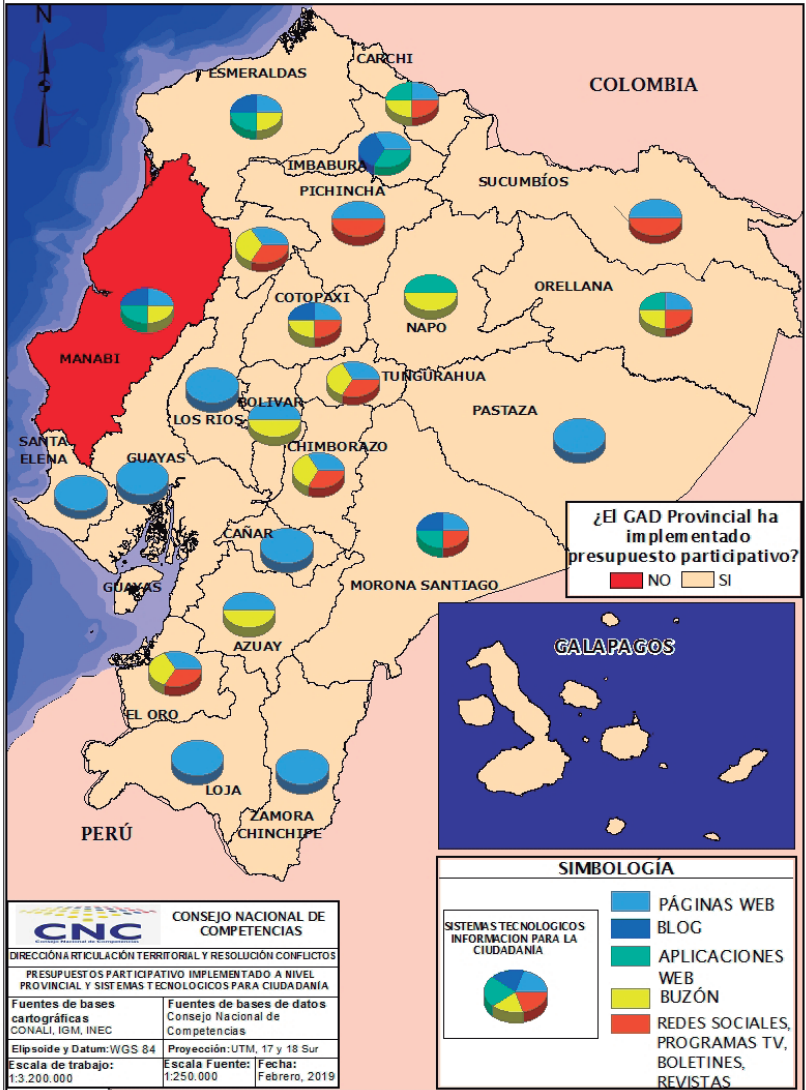 N
ESMERALDAS
CARCHI
COLOMBIA
IMBABURA
SUCUMBÍOS
PICHINCHA
ORELLANA
COTOPAXI
NAPO
MANABI
TUNGURAHUA
BOLIVAR
LOS RIOS
PASTAZA
SANTA
ELENA
GUAYAS
CHIMBORAZO
CAÑAR
GUAYAS
MORONA SANTIAGO
AZUAY
EL ORO
LOJA
ZAMORA
CHINCHIPE
PERÚ
¿El GAD Provincial ha
implementado
presupuesto participativo?
NO SI
GALAPAGOS
SIMBOLOGÍA
SISTEMAS TECNOLOGICOS
INFORMACION PARA LA
CIUDADANÍA
PÁGINAS WEB
BLOG
APLICACIONES
WEB
BUZÓN
REDES SOCIALES,
PROGRAMAS TV,
BOLETINES,
REVISTAS
CNC
Consejo Nacional de Competencias
CONSEJO NACIONAL DE
COMPETENCIAS
DIRECCIÓN ARTICULACIÓN TERRITORIAL Y RESOLUCIÓN CONFLICTOS
PRESUPUESTOS PARTICIPATIVO IMPLEMENTADO A NIVEL
PROVINCIAL Y SISTEMAS TECNOLOGICOS PARA CIUDADANÍA
Fuentes de bases
cartográficas
CONALI, IGM, INEC
Fuentes de bases de datos
Consejo Nacional de
Competencias
Elipsoide y Datum:WGS 84
Proyección:UTM, 17 y 18 Sur
Escala de trabajo:
1:3.200.000
Escala Fuente:
1:250.000
Fecha:
Febrero, 2019